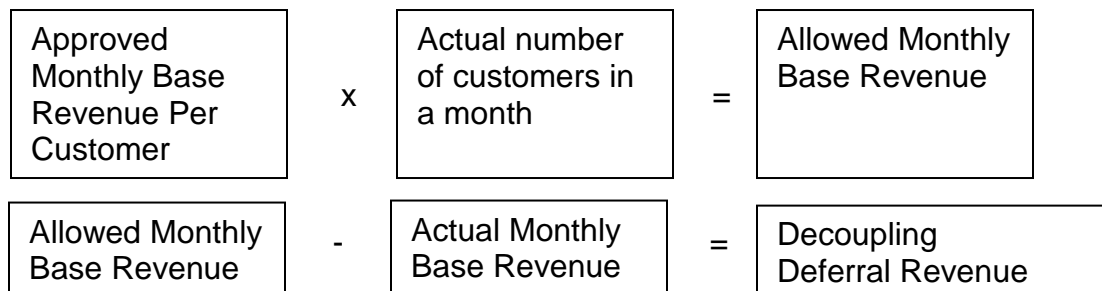 Approved
Monthly Base
Revenue Per
Customer
x
Actual number
of customers in
a month
=
Allowed Monthly
Base Revenue
Allowed Monthly
Base Revenue
-
Actual Monthly
Base Revenue
=
Decoupling
Deferral Revenue